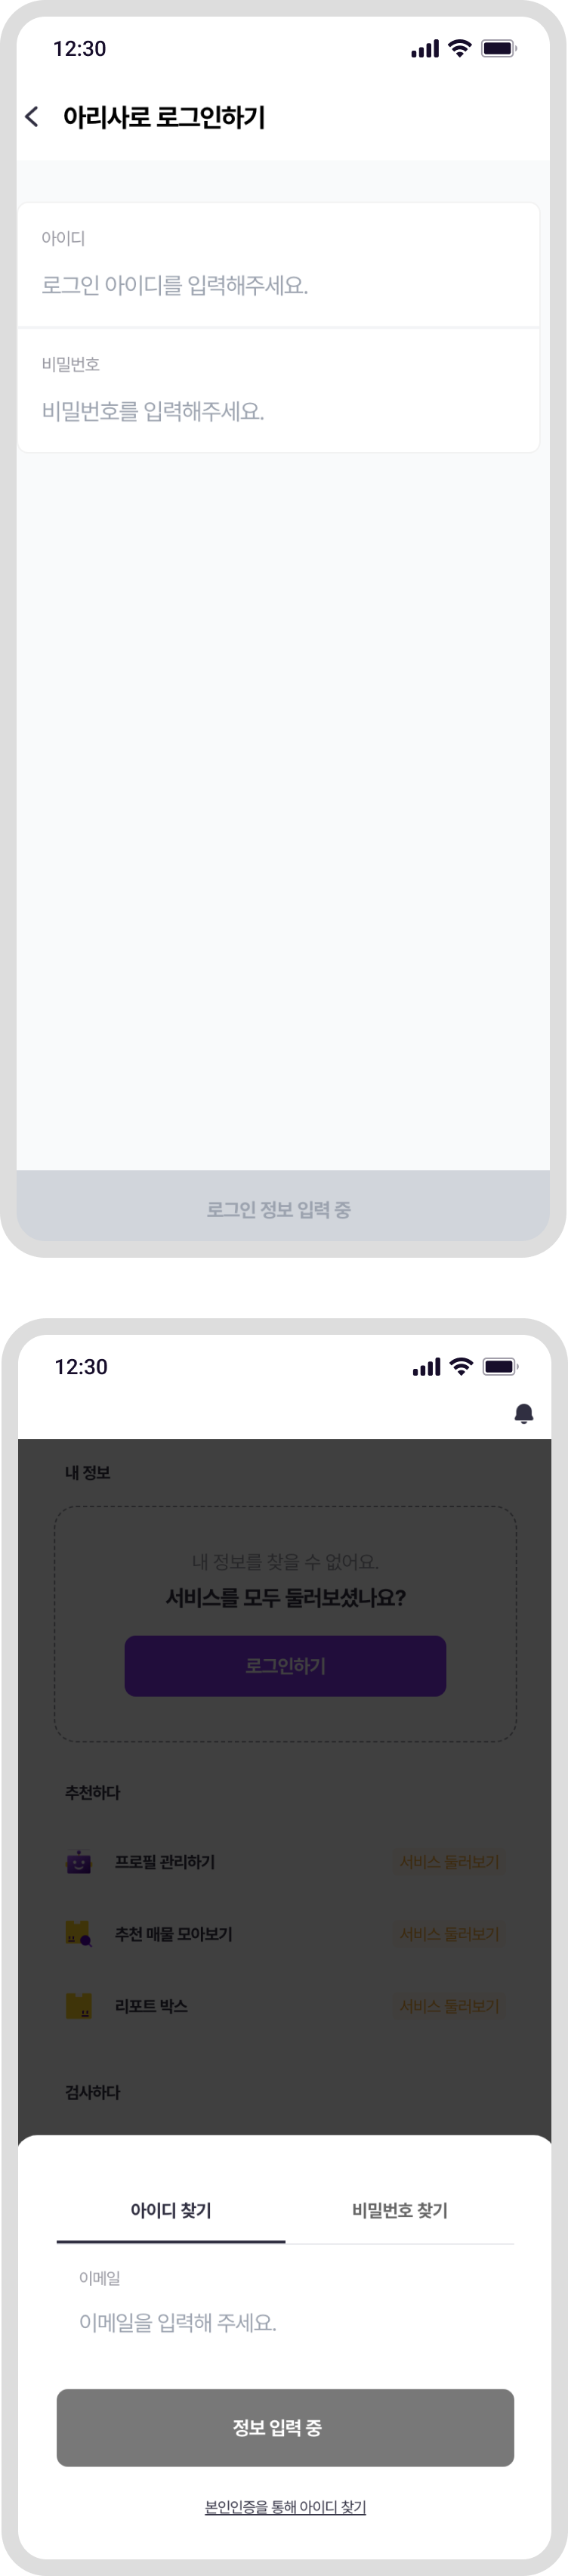 12:30
아리사로 로그인하기
아이디
로그인 아이디를 입력해주세요.
비밀번호
비밀번호를 입력해주세요.
로그인 정보 입력 중
12:30
내 정보
내 정보를 찾을 수 없어요.
서비스를 모두 둘러보셨나요?
로그인하기
추천하다
프로필 관리하기 서비스 둘러보기
추천 매물 모아보기 서비스 둘러보기
리포트 박스 서비스 둘러보기
검사하다
아이디 찾기 비밀번호 찾기
이메일
이메일을 입력해 주세요.
정보 입력 중
본인인증을 통해 아이디 찾기